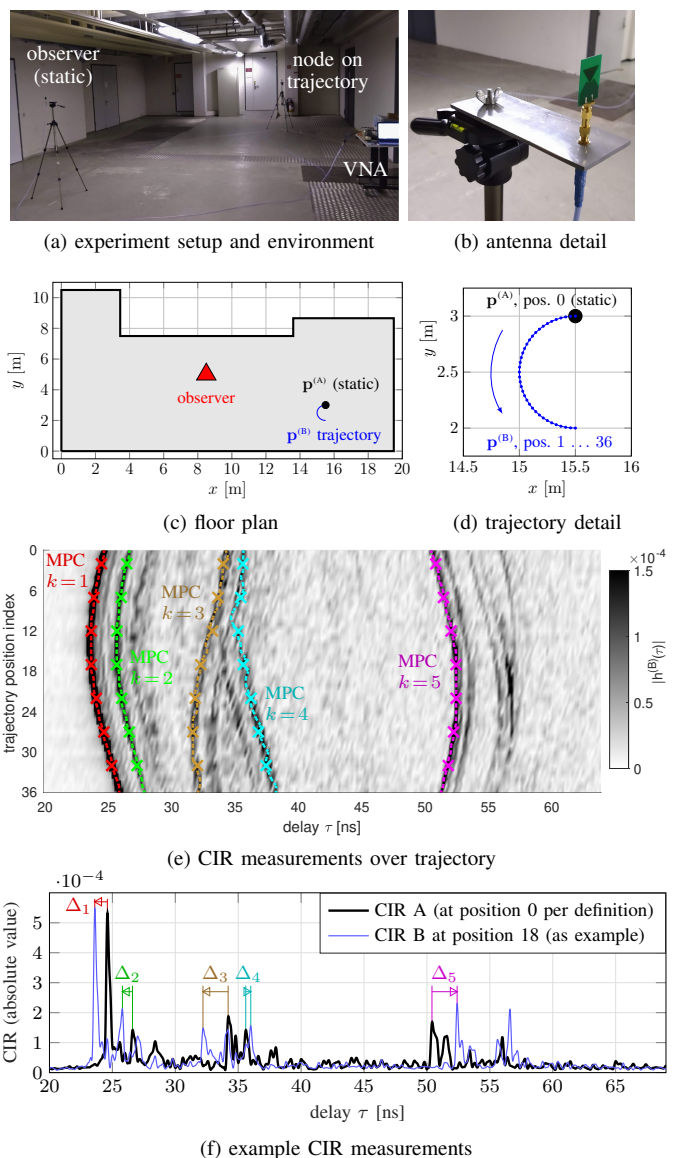 observer
(static)
node on
trajectory
VNA
(a) experiment setup and environment
(b) antenna detail
10
8
6
4
2
0
y [m]
observer
p(A) (static)
p(B) trajectory
0 2 4 6 8 10 12 14 16 18 20
x [m]
(c) floor plan
3
2.5
2
y [m]
p(A), pos. 0 (static)
p(B), pos. 1 … 36
14.5 15 15.5 16
x [m]
(d) trajectory detail
0
6
12
18
24
30
36
trajectory position index
MPC
k=1
MPC
k=2
MPC
k=3
MPC
k=4
MPC
k=5
20 25 30 35 40 45 50 55 60
delay τ [ns]
×10⁻⁴
1.5
1
0.5
0
|h(B)(τ)|
(e) CIR measurements over trajectory
·10⁻⁴
5
4
3
2
1
0
CIR (absolute value)
Δ1
Δ2
Δ3
Δ4
Δ5
CIR A (at position 0 per definition)
CIR B at position 18 (as example)
20 25 30 35 40 45 50 55 60 65
delay τ [ns]
(f) example CIR measurements